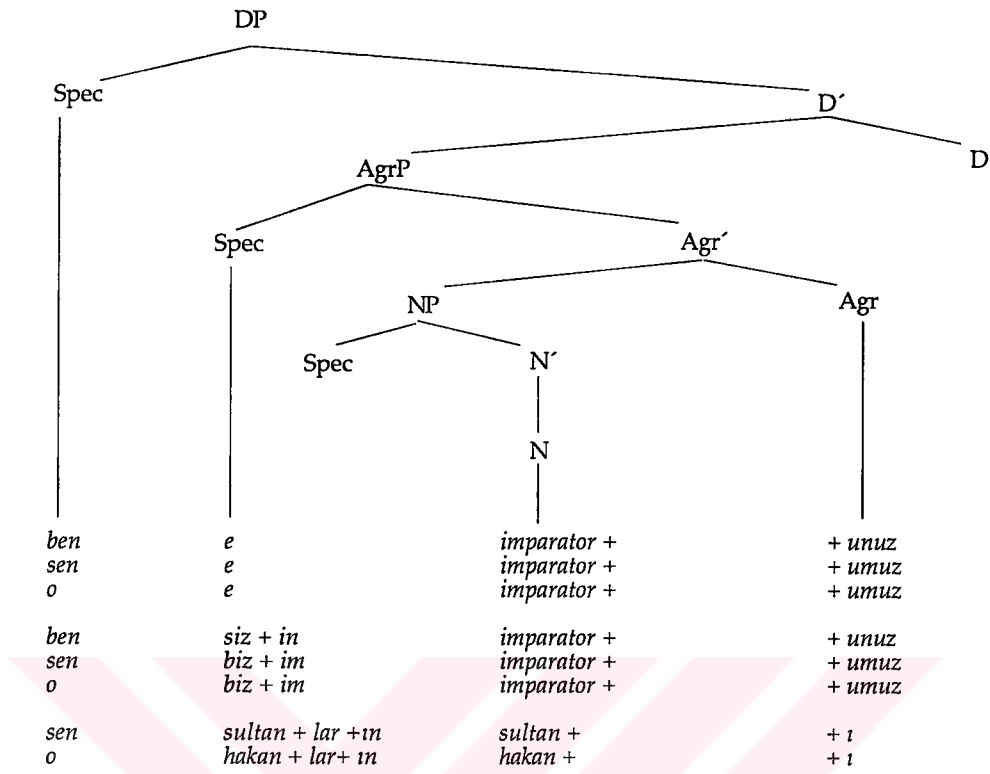 DP
Spec D´
AgrP D
Spec Agr´
NP Agr
Spec N´
N
ben e imparator + + unuz
sen e imparator + + umuz
o e imparator + + umuz
ben siz + in imparator + + unuz
sen biz + im imparator + + umuz
o biz + im imparator + + umuz
sen sultan + lar +ın sultan + + ı
o hakan + lar+ ın hakan + + ı